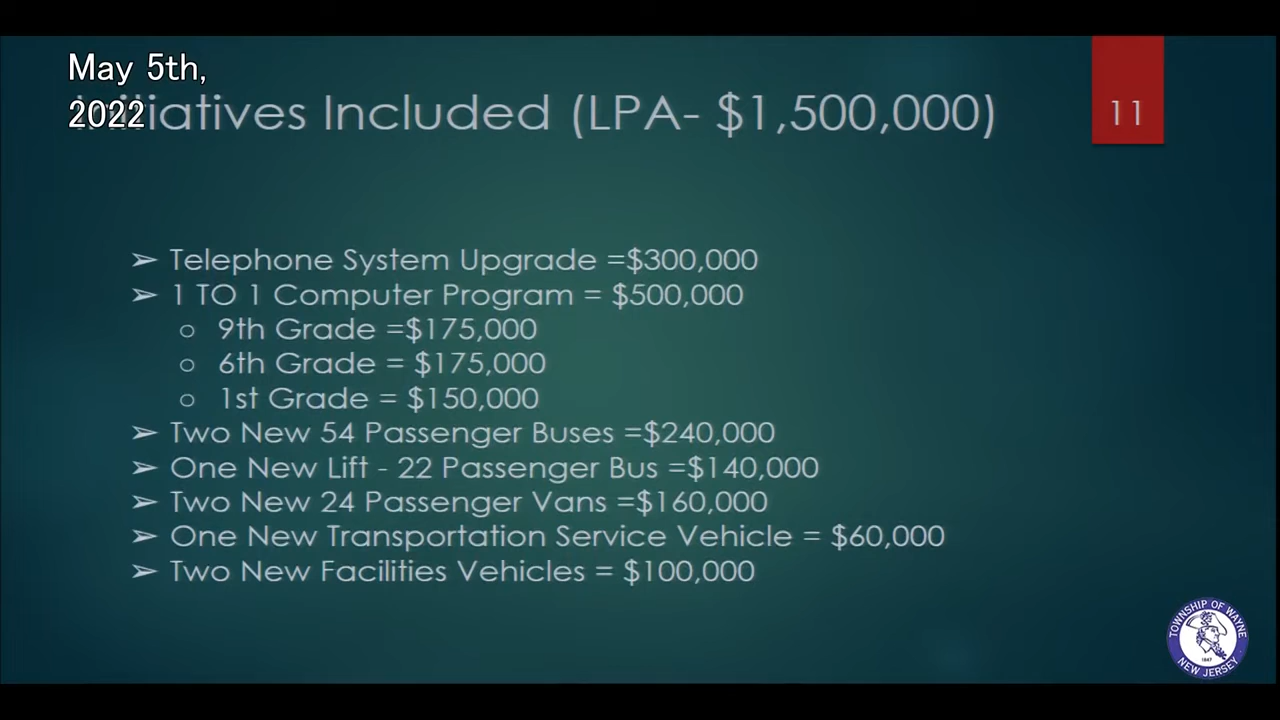 May 5th,
2022
Initiatives Included (LPA- $1,500,000)
11
➢ Telephone System Upgrade =$300,000
➢ 1 TO 1 Computer Program = $500,000
○ 9th Grade =$175,000
○ 6th Grade = $175,000
○ 1st Grade = $150,000
➢ Two New 54 Passenger Buses =$240,000
➢ One New Lift - 22 Passenger Bus =$140,000
➢ Two New 24 Passenger Vans =$160,000
➢ One New Transportation Service Vehicle = $60,000
➢ Two New Facilities Vehicles = $100,000
TOWNSHIP OF WAYNE
1847
NEW JERSEY